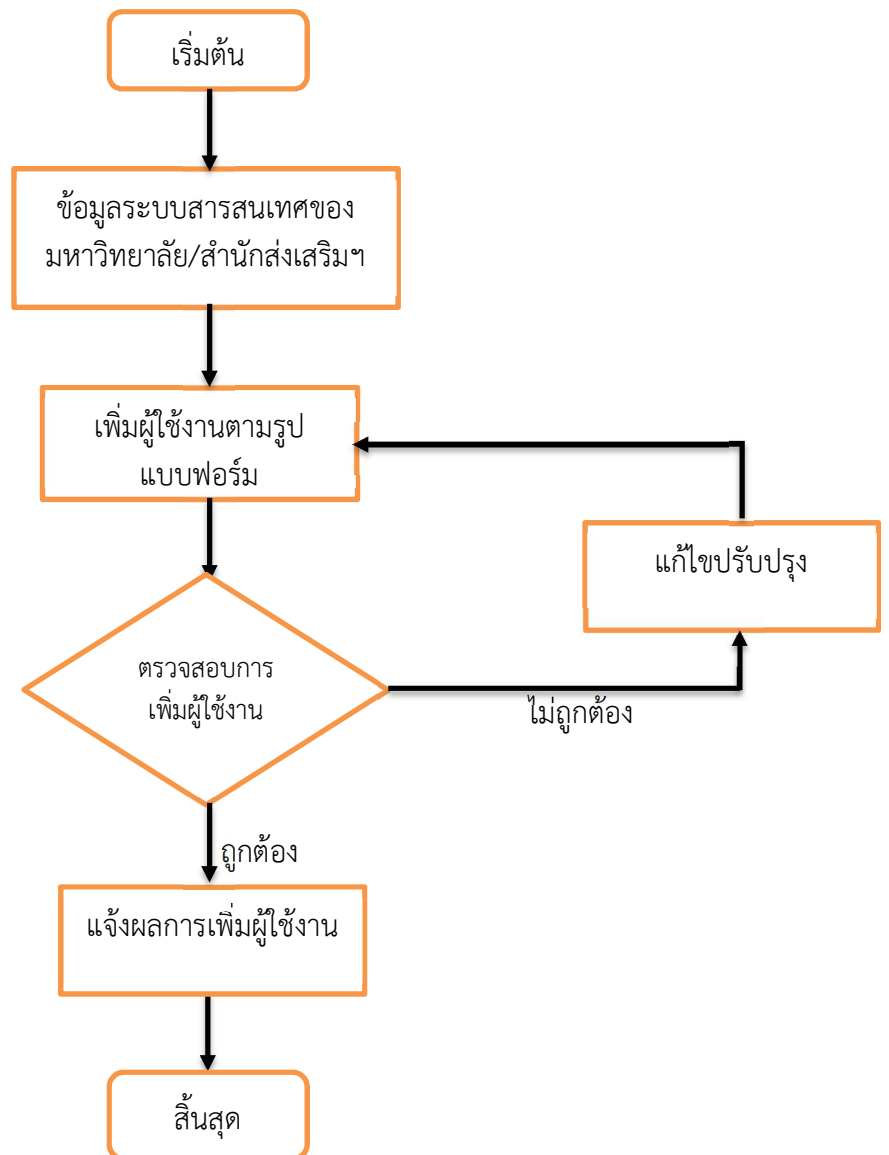 เริ่มต้น
ข้อมูลระบบสารสนเทศของ
มหาวิทยาลัย/สำนักส่งเสริมฯ
เพิ่มผู้ใช้งานตามรูป
แบบฟอร์ม
แก้ไขปรับปรุง
ตรวจสอบการ
เพิ่มผู้ใช้งาน
ไม่ถูกต้อง
ถูกต้อง
แจ้งผลการเพิ่มผู้ใช้งาน
สิ้นสุด